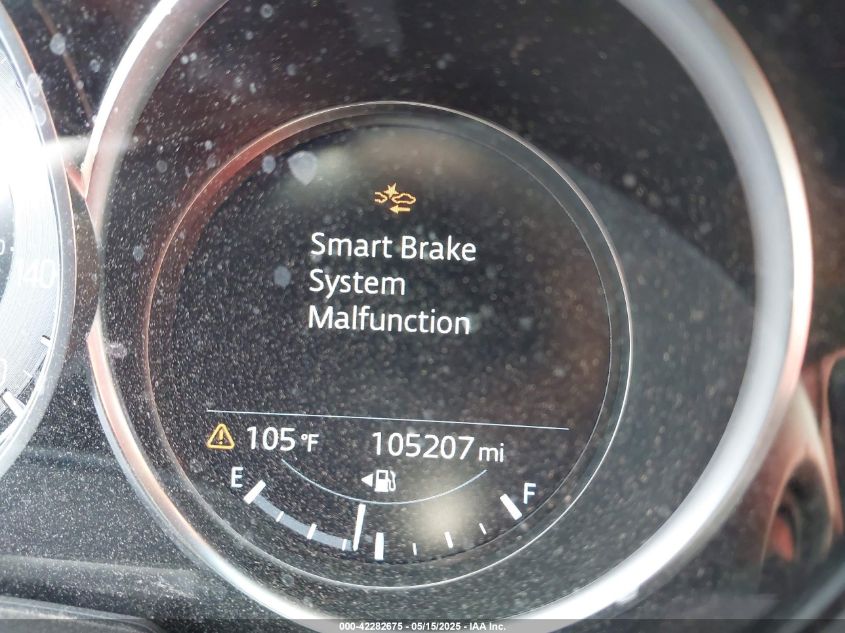 Smart Brake
System
Malfunction
140
105°F 105207 mi
E F
000-42282675 - 05/15/2025 - IAA Inc.